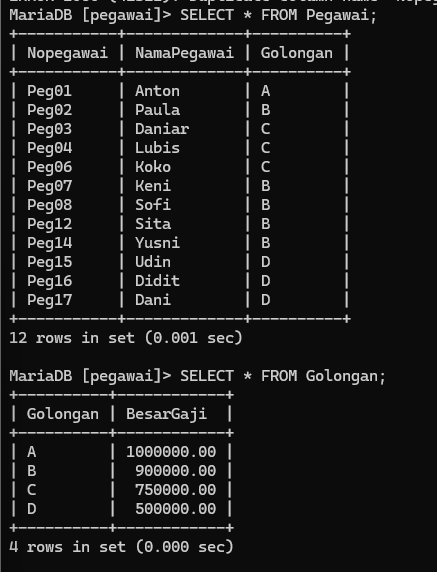 MariaDB [pegawai]> SELECT * FROM Pegawai;
+-----------+-------------+----------+
| Nopegawai | NamaPegawai | Golongan |
+-----------+-------------+----------+
| Peg01     | Anton       | A        |
| Peg02     | Paula       | B        |
| Peg03     | Daniar      | C        |
| Peg04     | Lubis       | C        |
| Peg06     | Koko        | C        |
| Peg07     | Keni        | B        |
| Peg08     | Sofi        | B        |
| Peg12     | Sita        | B        |
| Peg14     | Yusni       | B        |
| Peg15     | Udin        | D        |
| Peg16     | Didit       | D        |
| Peg17     | Dani        | D        |
+-----------+-------------+----------+
12 rows in set (0.001 sec)
MariaDB [pegawai]> SELECT * FROM Golongan;
+----------+------------+
| Golongan | BesarGaji  |
+----------+------------+
| A        | 1000000.00 |
| B        |  900000.00 |
| C        |  750000.00 |
| D        |  500000.00 |
+----------+------------+
4 rows in set (0.000 sec)